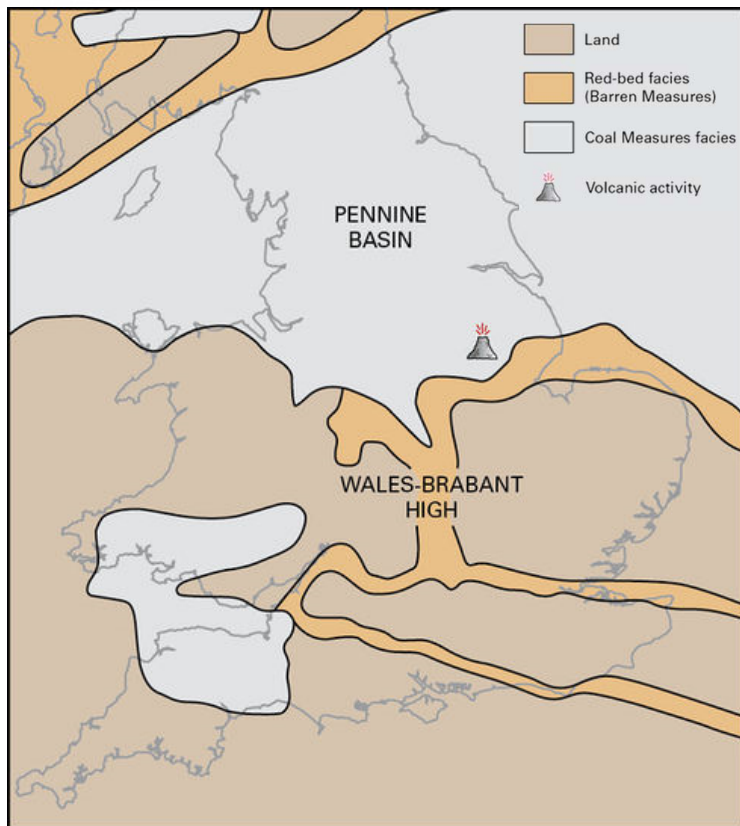 Land
Red-bed facies
(Barren Measures)
Coal Measures facies
Volcanic activity
PENNINE
BASIN
WALES-BRABANT
HIGH